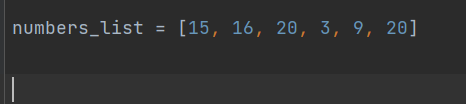 numbers_list = [15, 16, 20, 3, 9, 20]